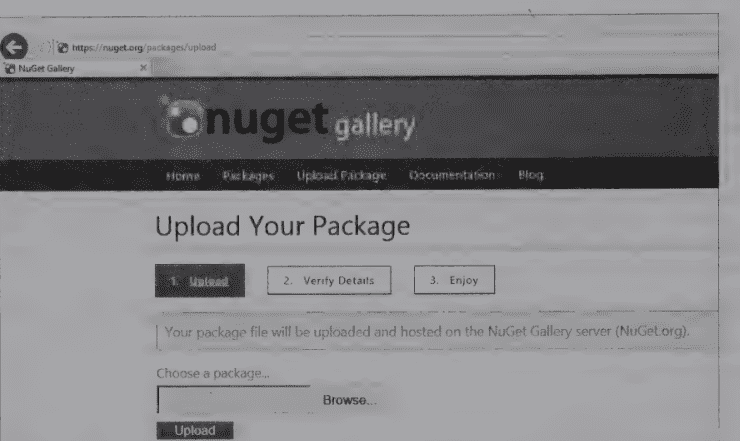 https://nuget.org/packages/upload
NuGet Gallery
nuget gallery
Home Packages Upload Package Documentation Blog
Upload Your Package
1. Upload 2. Verify Details 3. Enjoy
Your package file will be uploaded and hosted on the NuGet Gallery server (NuGet.org).
Choose a package...
Browse...
Upload